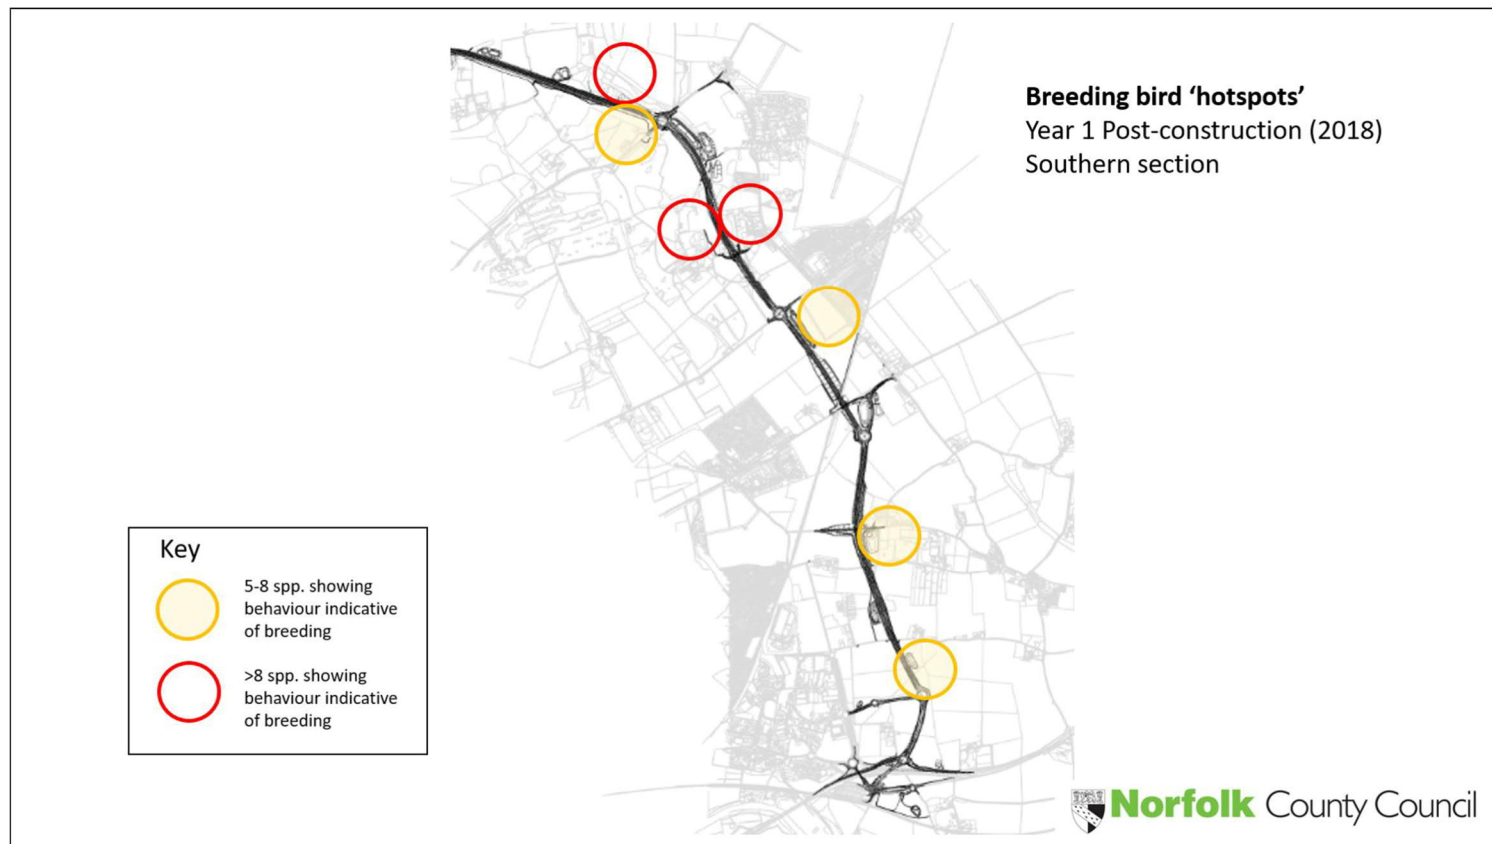 Breeding bird ‘hotspots’
Year 1 Post-construction (2018)
Southern section
Key
5-8 spp. showing
behaviour indicative
of breeding
>8 spp. showing
behaviour indicative
of breeding
Norfolk County Council